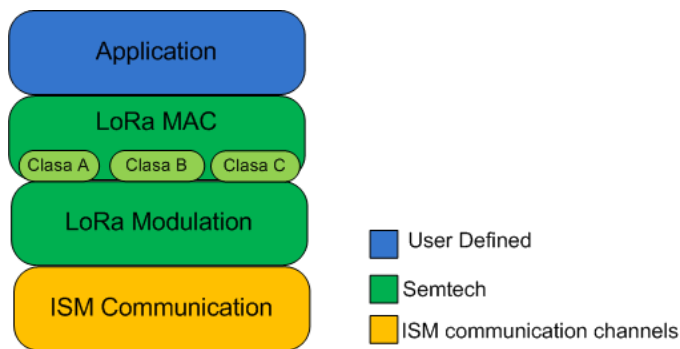 Application
LoRa MAC
Clasa A
Clasa B
Clasa C
LoRa Modulation
ISM Communication
User Defined
Semtech
ISM communication channels